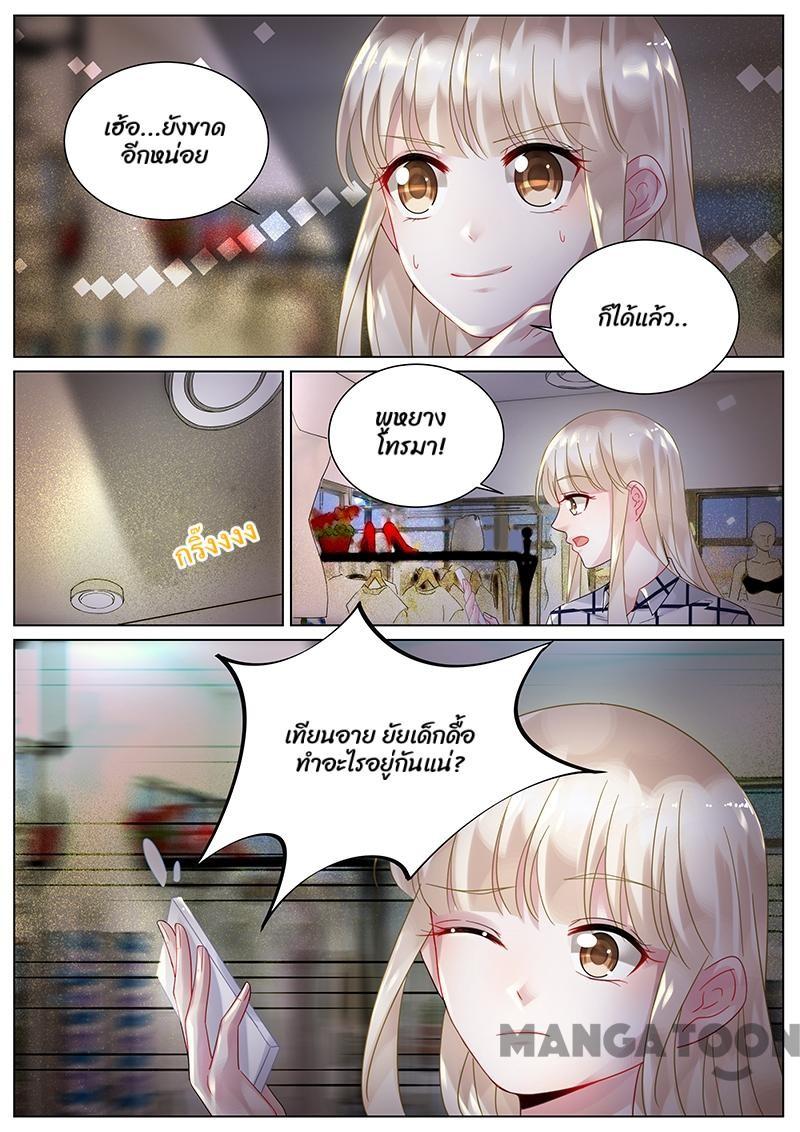 เฮ้อ...ยังขาด
อีกหน่อย
ก็ได้แล้ว..
กริ๊งงงง
พูหยาง
โทรมา!
เทียนอาย ยัยเด็กดื้อ
ทำอะไรอยู่กันแน่?
MANGATOON